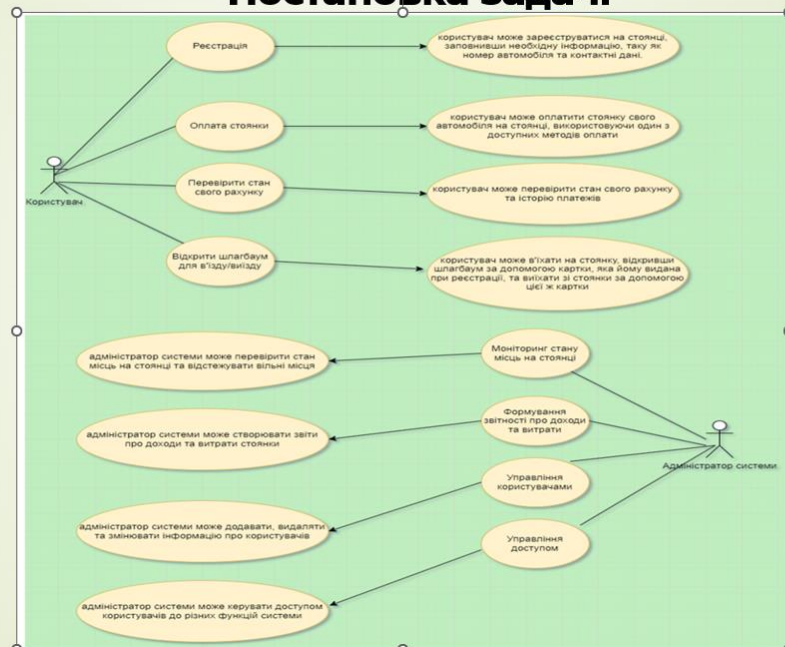 Постановка задачі
Реєстрація
користувач може зареєструватися на стоянці,
заповнивши необхідну інформацію, таку як
номер автомобіля та контактні дані.
Оплата стоянки
користувач може оплатити стоянку свого
автомобіля на стоянці, використовуючи один з
доступних методів оплати
Перевірити стан
свого рахунку
користувач може перевірити стан свого рахунку
та історію платежів
Користувач
Відкрити шлагбаум
для в'їзду/виїзду
користувач може в'їхати на стоянку, відкривши
шлагбаум за допомогою картки, яка йому видана
при реєстрації, та виїхати зі стоянки за допомогою
цієї ж картки
Моніторинг стану
місць на стоянці
адміністратор системи може перевірити стан
місць на стоянці та відстежувати вільні місця
Формування
звітності про доходи
та витрати
адміністратор системи може створювати звіти
про доходи та витрати стоянки
Адміністратор системи
Управління
користувачами
адміністратор системи може додавати, видаляти
та змінювати інформацію про користувачів
Управління
доступом
адміністратор системи може керувати доступом
користувачів до різних функцій системи